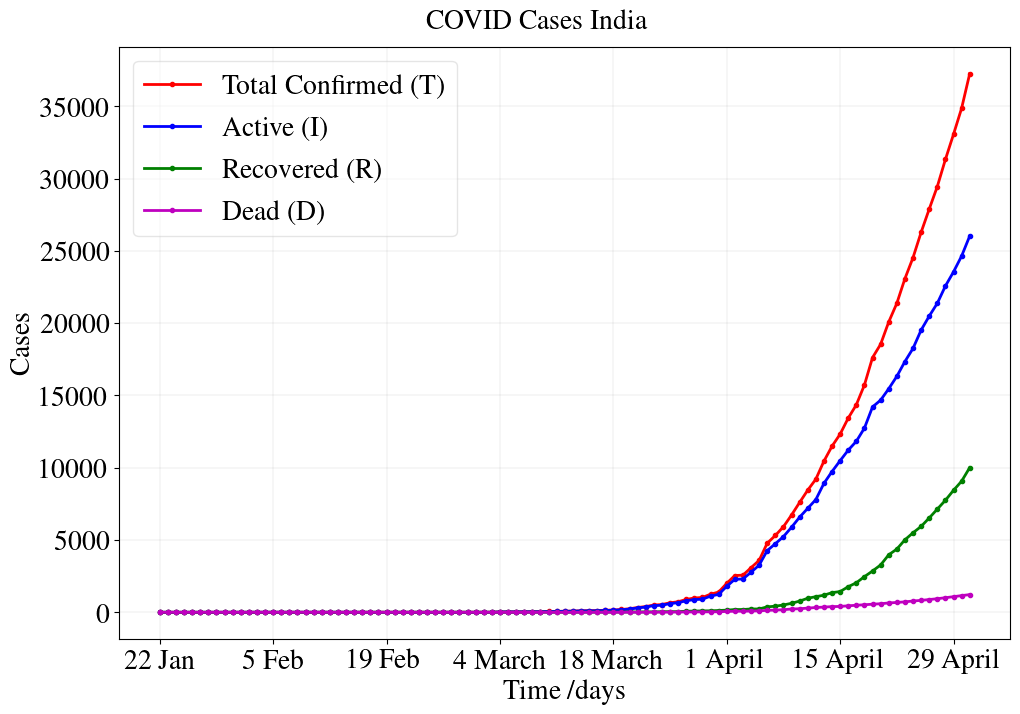 COVID Cases India
Total Confirmed (T)
Active (I)
Recovered (R)
Dead (D)
Cases
35000
30000
25000
20000
15000
10000
5000
0
22 Jan 5 Feb 19 Feb 4 March 18 March 1 April 15 April 29 April
Time /days